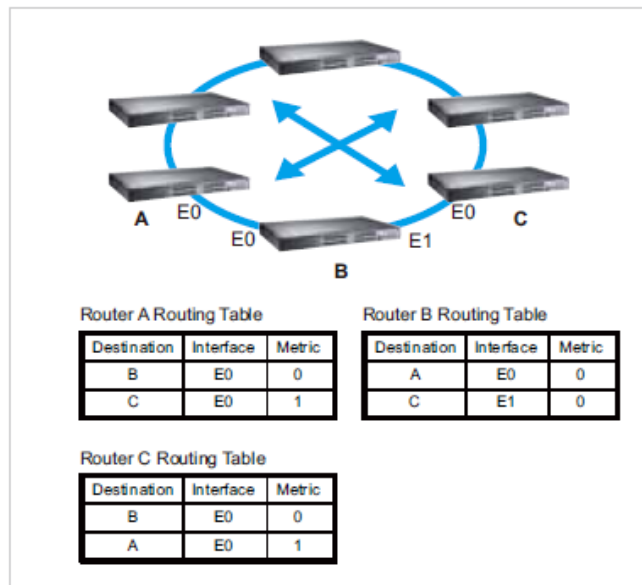 A
E0
E0
B
E1
E0
C
Router A Routing Table
Destination Interface Metric
B E0 0
C E0 1
Router B Routing Table
Destination Interface Metric
A E0 0
C E1 0
Router C Routing Table
Destination Interface Metric
B E0 0
A E0 1